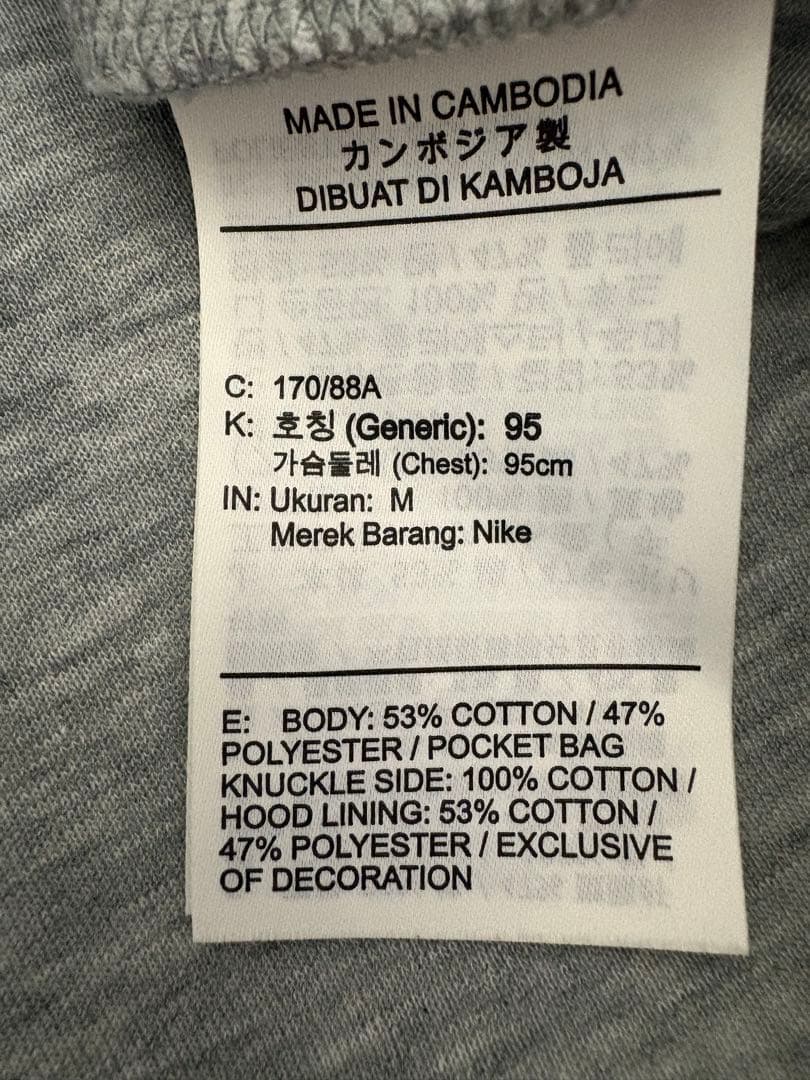 MADE IN CAMBODIA
カンボジア製
DIBUAT DI KAMBOJA
C: 170/88A
K: 호칭 (Generic): 95
가슴둘레 (Chest): 95cm
IN: Ukuran: M
Merek Barang: Nike
E: BODY: 53% COTTON / 47%
POLYESTER / POCKET BAG
KNUCKLE SIDE: 100% COTTON /
HOOD LINING: 53% COTTON /
47% POLYESTER / EXCLUSIVE
OF DECORATION